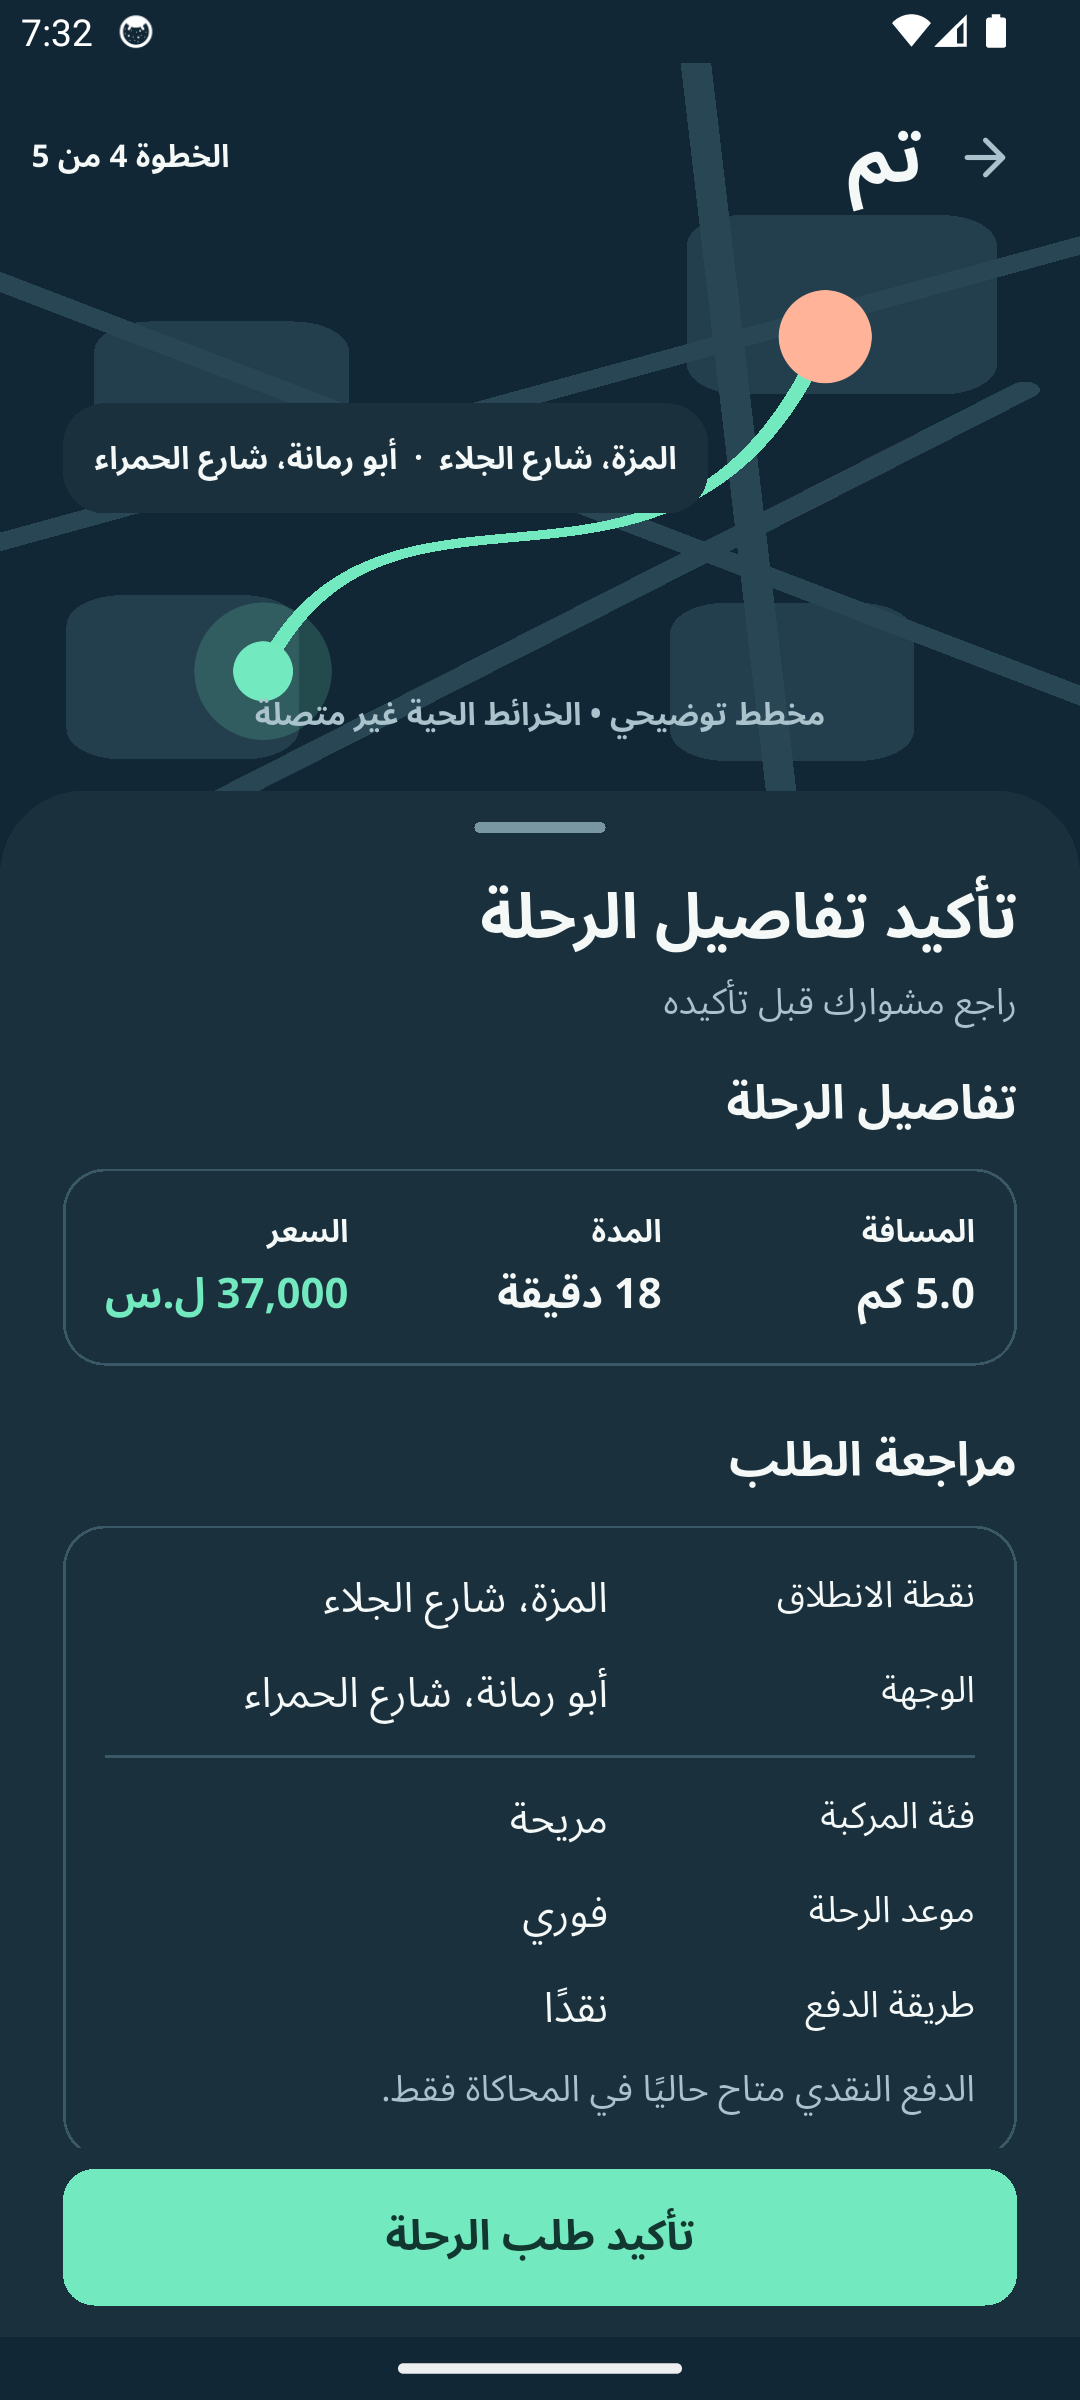 7:32
تم
الخطوة 4 من 5
المزة، شارع الجلاء · أبو رمانة، شارع الحمراء
مخطط توضيحي • الخرائط الحية غير متصلة
تأكيد تفاصيل الرحلة
راجع مشوارك قبل تأكيده
تفاصيل الرحلة
المسافة المدة السعر
5.0 كم 18 دقيقة 37,000 ل.س
مراجعة الطلب
نقطة الانطلاق المزة، شارع الجلاء
الوجهة أبو رمانة، شارع الحمراء
فئة المركبة مريحة
موعد الرحلة فوري
طريقة الدفع نقدًا
الدفع النقدي متاح حاليًا في المحاكاة فقط.
تأكيد طلب الرحلة